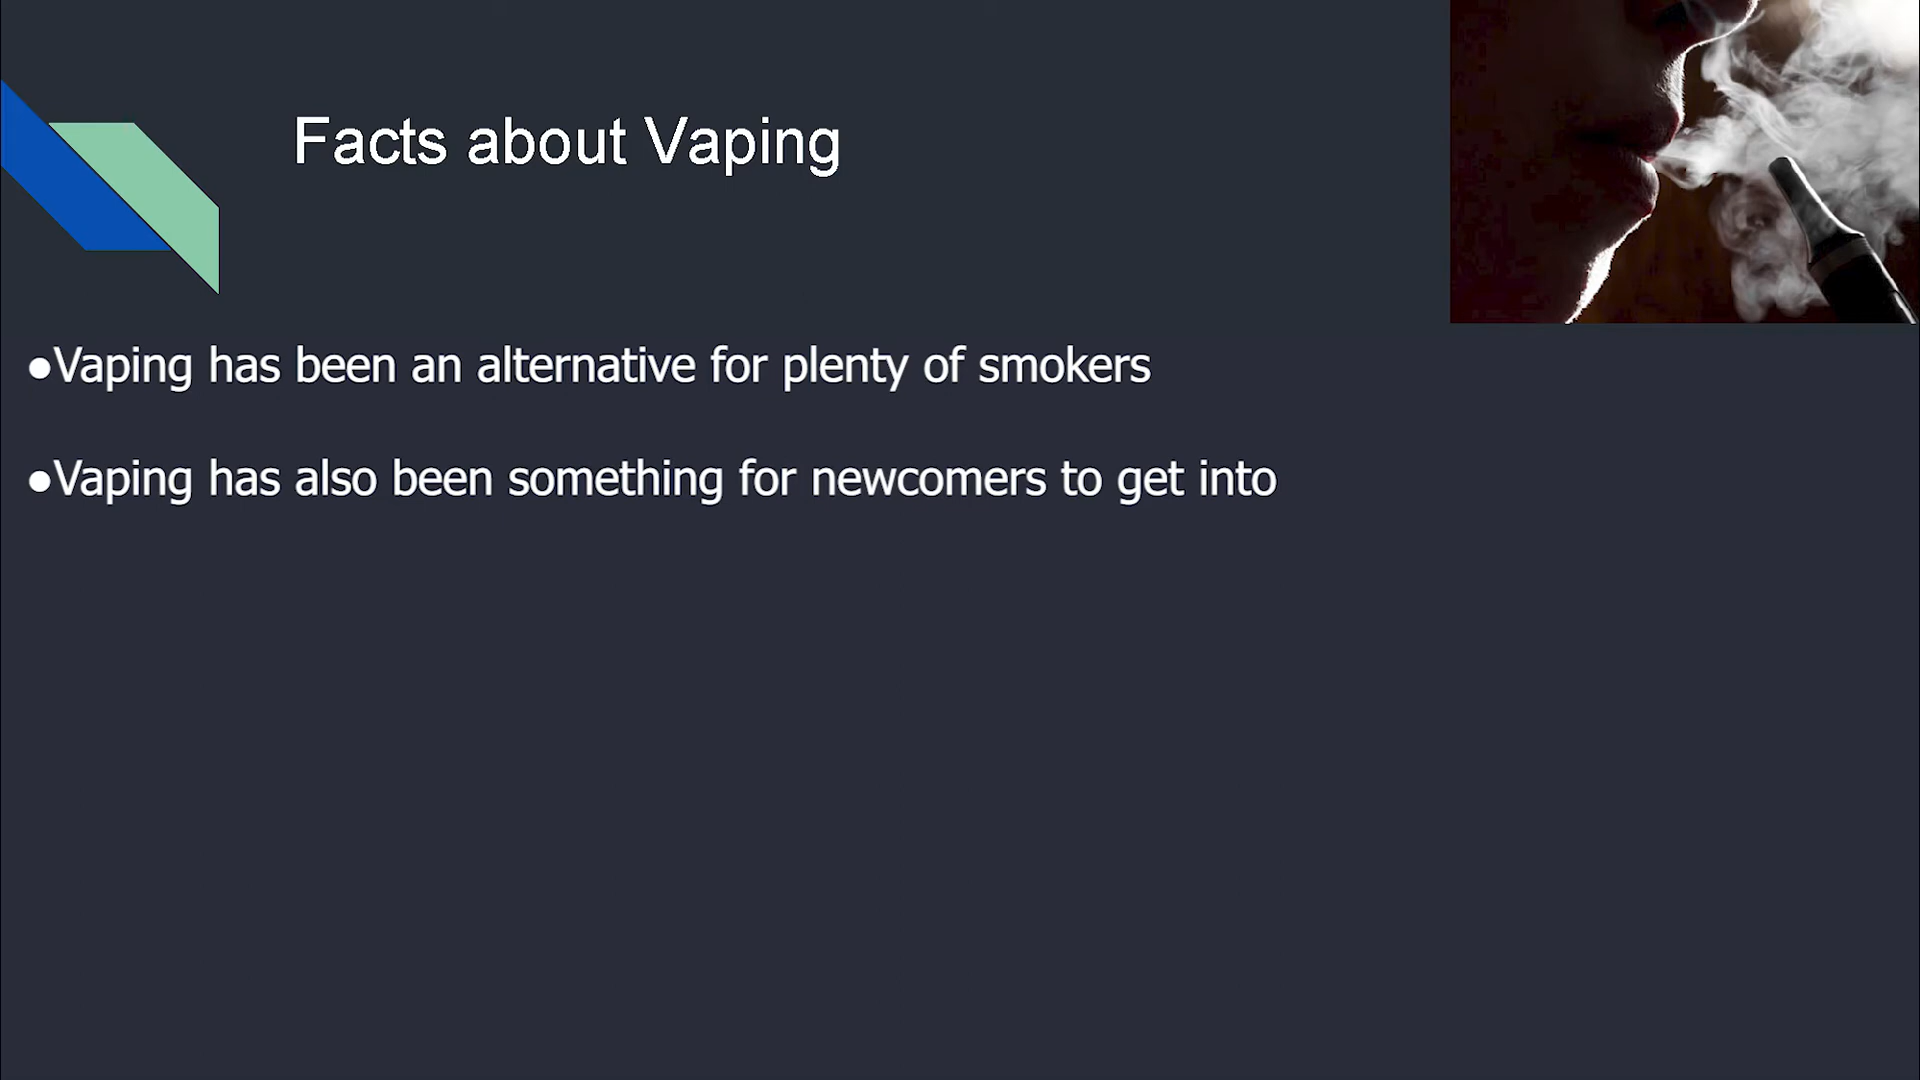 Facts about Vaping
●Vaping has been an alternative for plenty of smokers
●Vaping has also been something for newcomers to get into